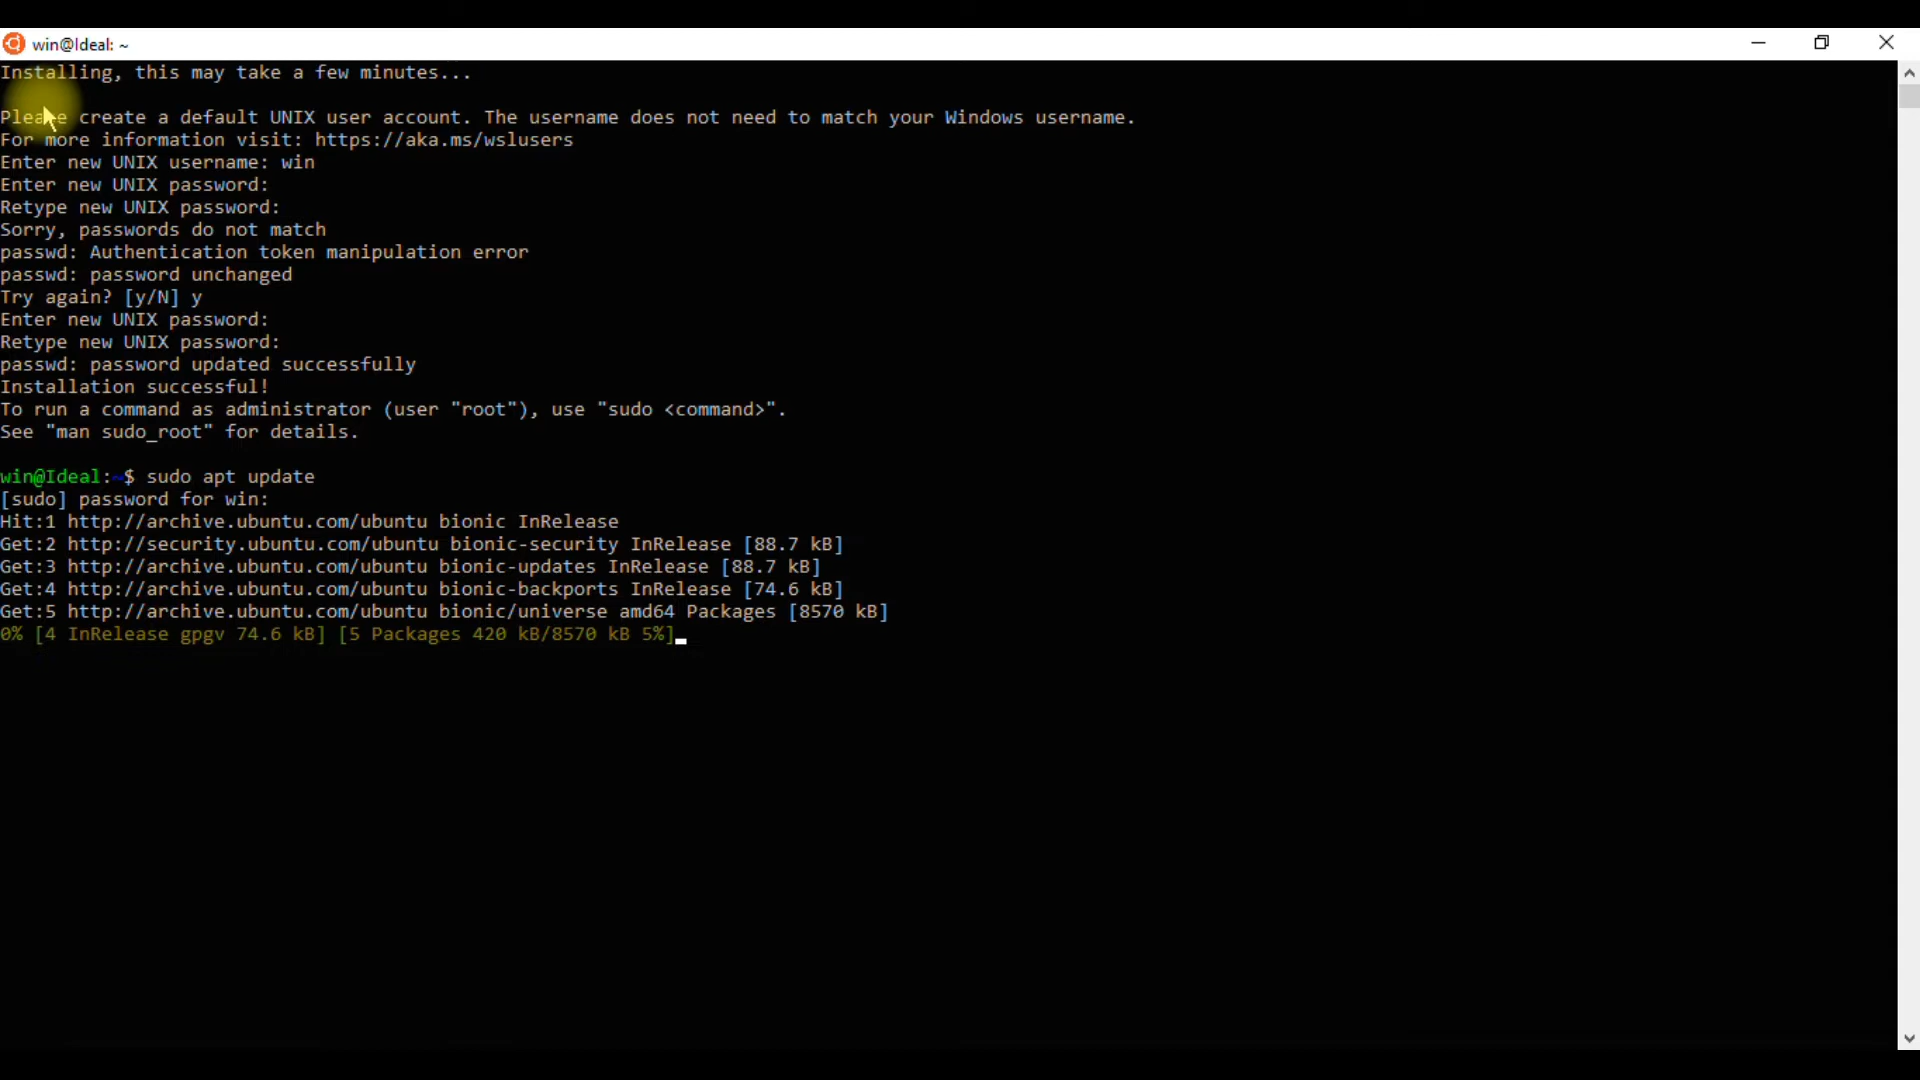 win@Ideal: ~
Installing, this may take a few minutes...
Please create a default UNIX user account. The username does not need to match your Windows username.
For more information visit: https://aka.ms/wslusers
Enter new UNIX username: win
Enter new UNIX password:
Retype new UNIX password:
Sorry, passwords do not match
passwd: Authentication token manipulation error
passwd: password unchanged
Try again? [y/N] y
Enter new UNIX password:
Retype new UNIX password:
passwd: password updated successfully
Installation successful!
To run a command as administrator (user "root"), use "sudo <command>".
See "man sudo_root" for details.
win@Ideal:~$ sudo apt update
[sudo] password for win:
Hit:1 http://archive.ubuntu.com/ubuntu bionic InRelease
Get:2 http://security.ubuntu.com/ubuntu bionic-security InRelease [88.7 kB]
Get:3 http://archive.ubuntu.com/ubuntu bionic-updates InRelease [88.7 kB]
Get:4 http://archive.ubuntu.com/ubuntu bionic-backports InRelease [74.6 kB]
Get:5 http://archive.ubuntu.com/ubuntu bionic/universe amd64 Packages [8570 kB]
0% [4 InRelease gpgv 74.6 kB] [5 Packages 420 kB/8570 kB 5%]